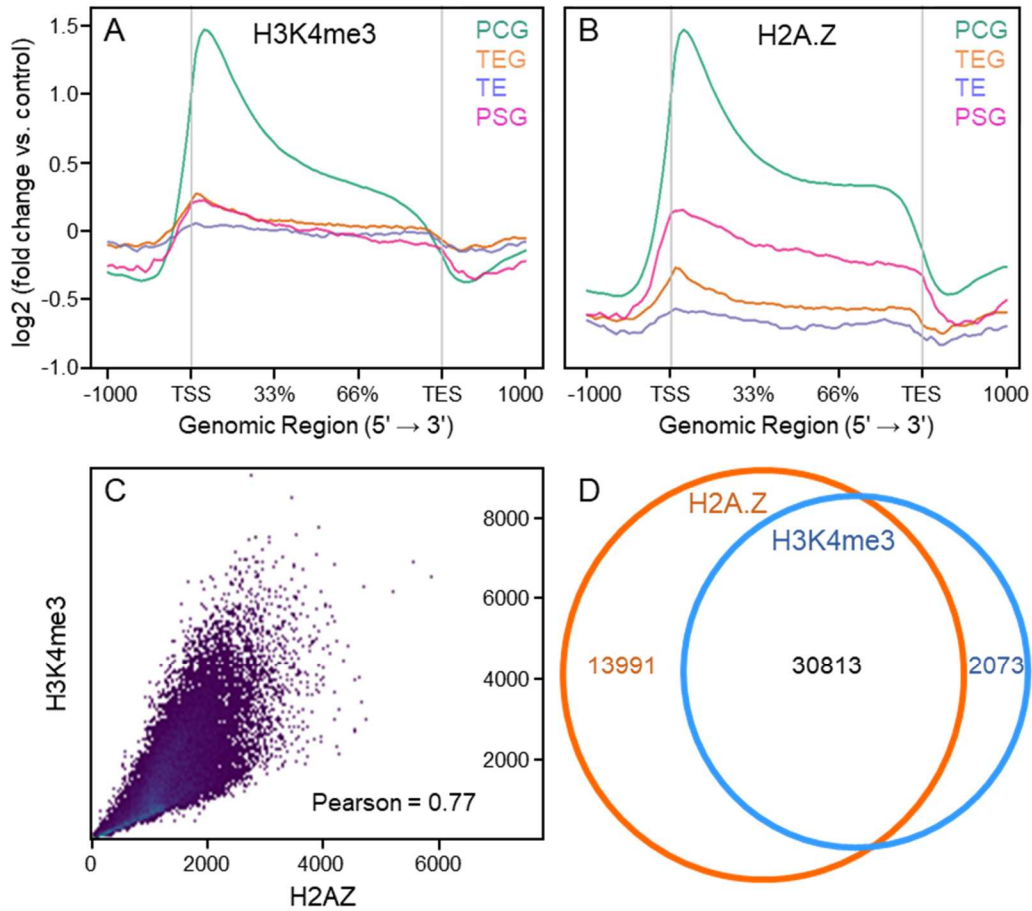 A
H3K4me3
PCG
TEG
TE
PSG
log2 (fold change vs. control)
1.5
1.0
0.5
0
-0.5
-1.0
-1000 TSS 33% 66% TES 1000
Genomic Region (5' → 3')
B
H2A.Z
PCG
TEG
TE
PSG
-1000 TSS 33% 66% TES 1000
Genomic Region (5' → 3')
C
H3K4me3
8000
6000
4000
2000
Pearson = 0.77
0 2000 4000 6000
H2AZ
D
H2A.Z
H3K4me3
13991 30813 2073